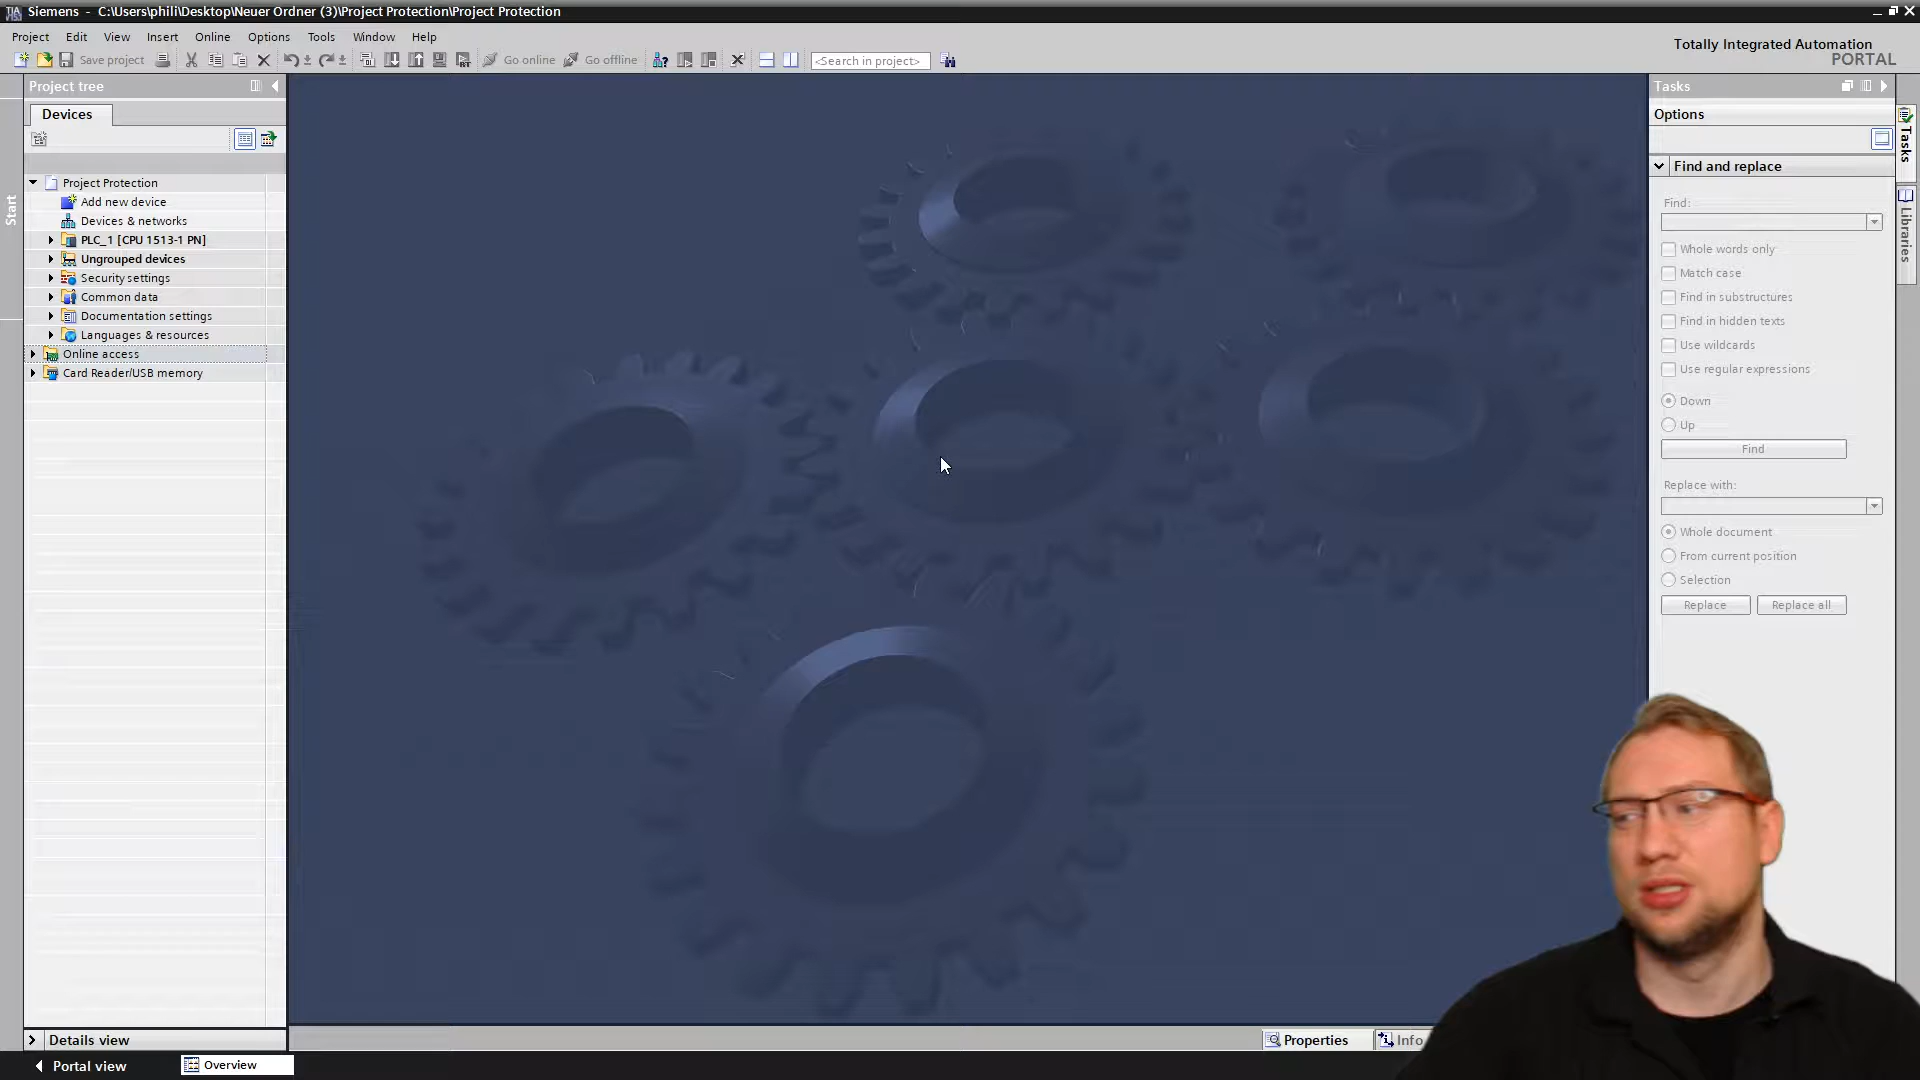 Siemens - C:\Users\phili\Desktop\Neuer Ordner (3)\Project Protection\Project Protection
Project Edit View Insert Online Options Tools Window Help
Totally Integrated Automation
PORTAL
Save project
Go online
Go offline
<Search in project>
Project tree
Devices
Start
Project Protection
Add new device
Devices & networks
PLC_1 [CPU 1513-1 PN]
Ungrouped devices
Security settings
Common data
Documentation settings
Languages & resources
Online access
Card Reader/USB memory
Details view
Portal view
Overview
Properties
Info
Tasks
Options
Find and replace
Find:
Whole words only
Match case
Find in substructures
Find in hidden texts
Use wildcards
Use regular expressions
Down
Up
Find
Replace with:
Whole document
From current position
Selection
Replace
Replace all
Tasks
Libraries